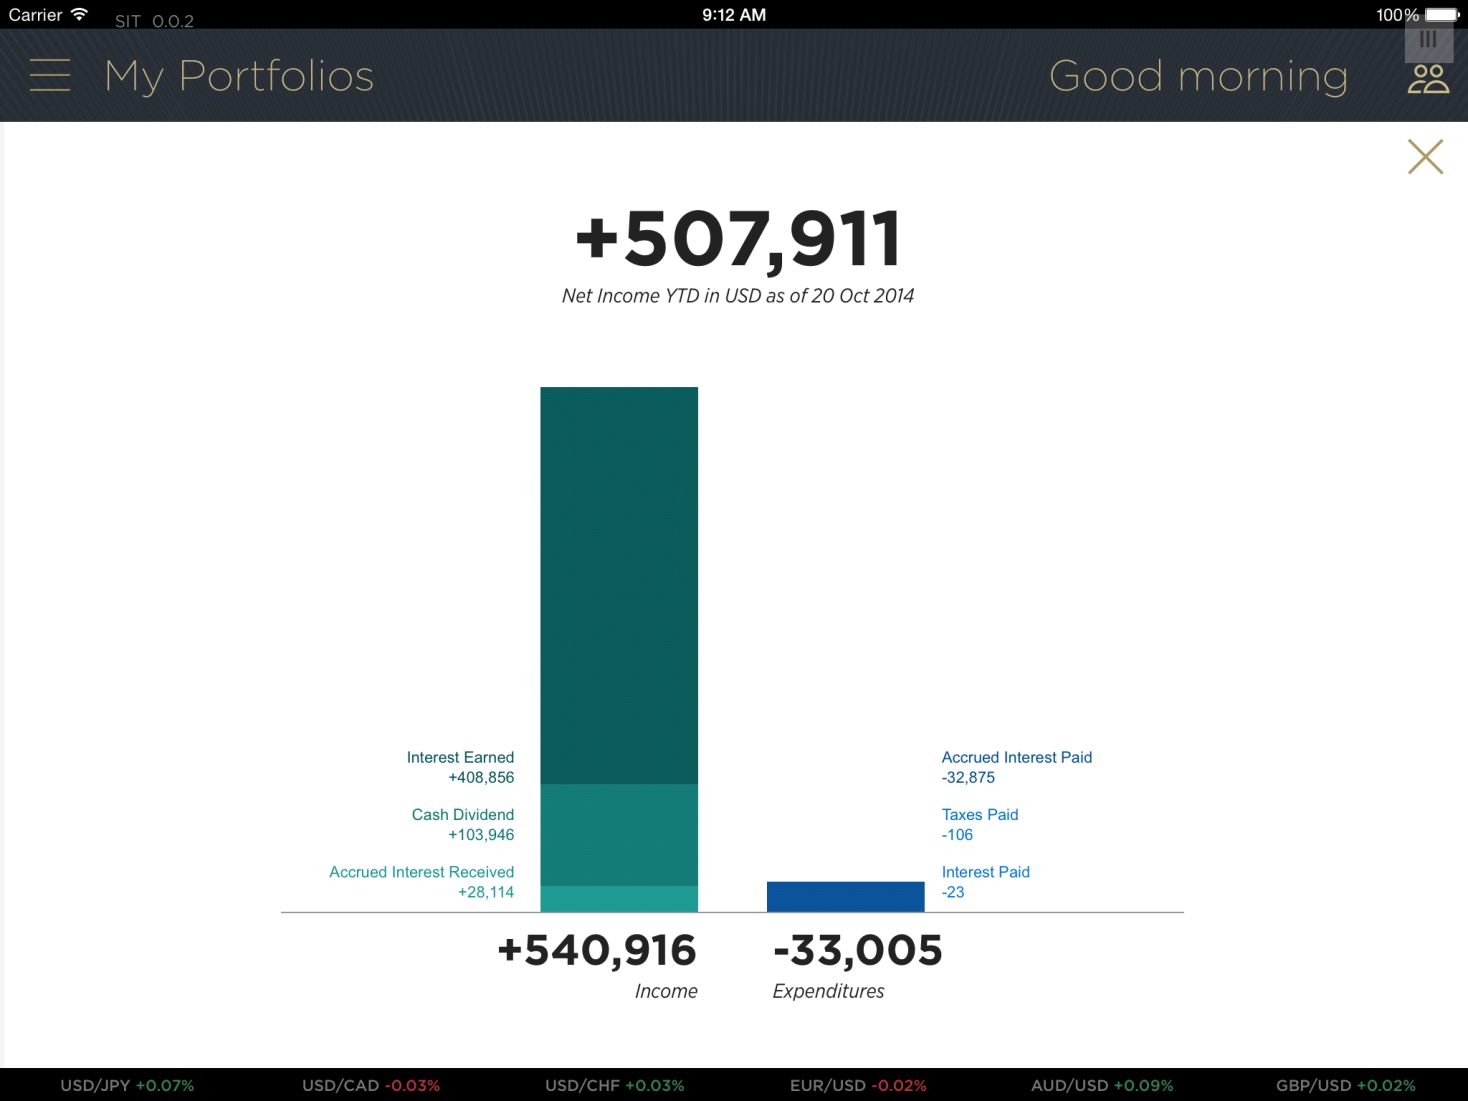 Carrier SIT 0.0.2 9:12 AM 100%
My Portfolios Good morning
+507,911
Net Income YTD in USD as of 20 Oct 2014
Interest Earned
+408,856
Cash Dividend
+103,946
Accrued Interest Received
+28,114
Accrued Interest Paid
-32,875
Taxes Paid
-106
Interest Paid
-23
+540,916
Income
-33,005
Expenditures
USD/JPY +0.07% USD/CAD -0.03% USD/CHF +0.03% EUR/USD -0.02% AUD/USD +0.09% GBP/USD +0.02%